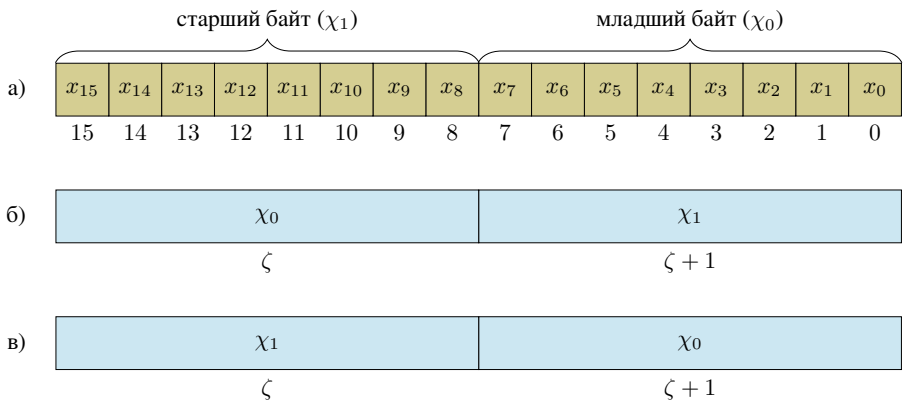 старший байт (χ₁) младший байт (χ₀)
а) x₁₅ x₁₄ x₁₃ x₁₂ x₁₁ x₁₀ x₉ x₈ x₇ x₆ x₅ x₄ x₃ x₂ x₁ x₀
15 14 13 12 11 10 9 8 7 6 5 4 3 2 1 0
б) χ₀ χ₁
ζ ζ + 1
в) χ₁ χ₀
ζ ζ + 1